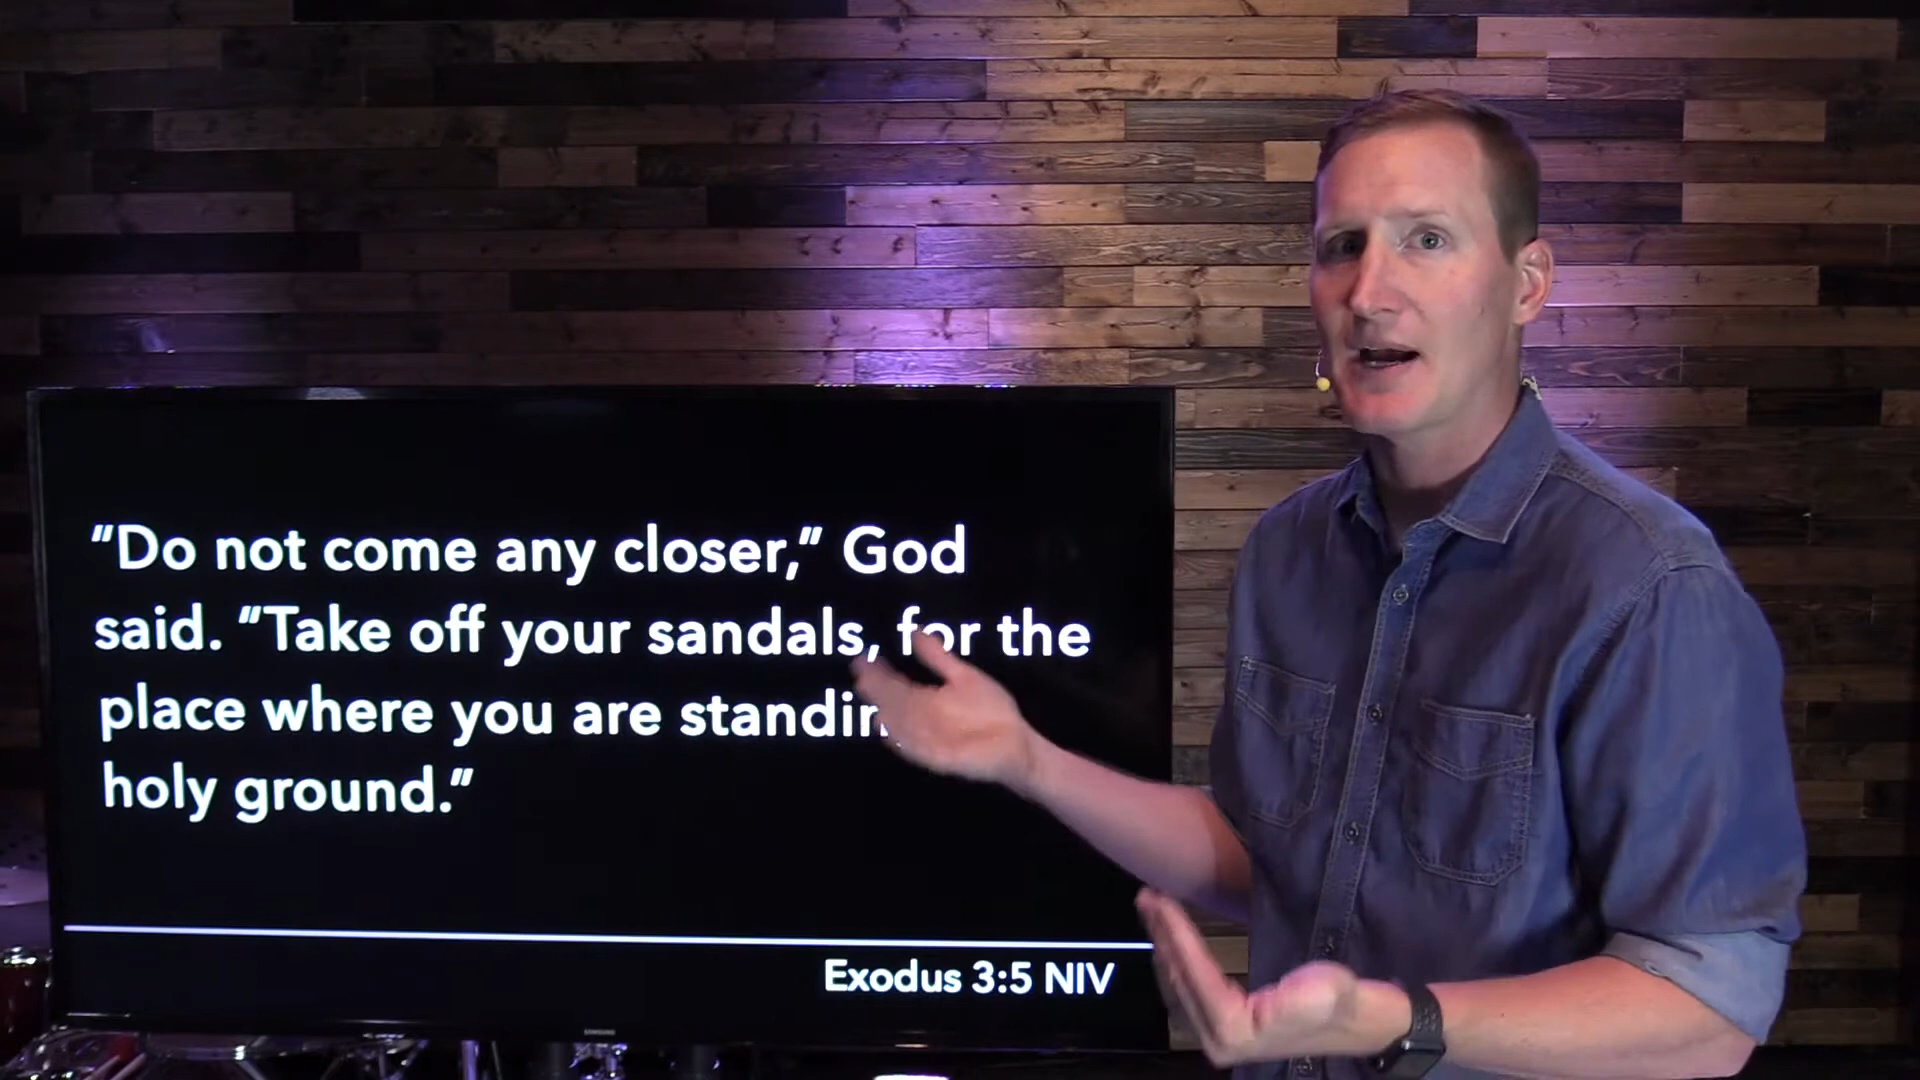 “Do not come any closer,” God
said. “Take off your sandals, for the
place where you are
holy ground.”
Exodus 3:5 NIV
SAMSUNG